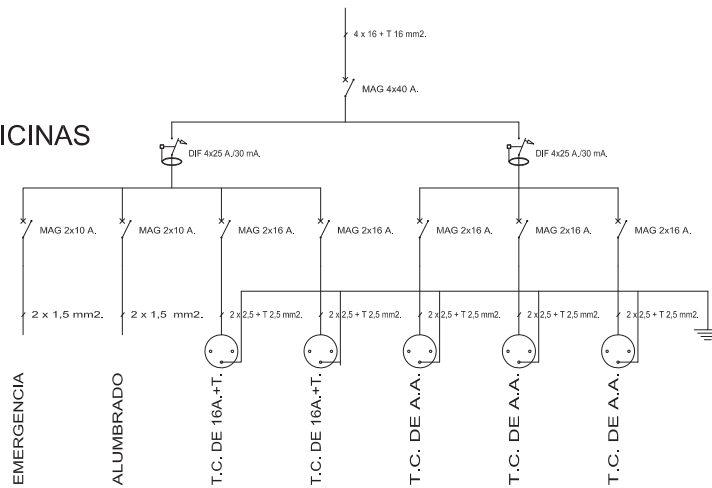 4 x 16 + T 16 mm2.
MAG 4x40 A.
ICINAS
DIF 4x25 A./30 mA.
DIF 4x25 A./30 mA.
MAG 2x10 A.
MAG 2x10 A.
MAG 2x16 A.
MAG 2x16 A.
MAG 2x16 A.
MAG 2x16 A.
MAG 2x16 A.
2 x 1,5 mm2.
2 x 1,5 mm2.
2 x 2,5 + T 2,5 mm2.
2 x 2,5 + T 2,5 mm2.
2 x 2,5 + T 2,5 mm2.
2 x 2,5 + T 2,5 mm2.
2 x 2,5 + T 2,5 mm2.
EMERGENCIA
ALUMBRADO
T.C. DE 16A.+T.
T.C. DE 16A.+T.
T.C. DE A.A.
T.C. DE A.A.
T.C. DE A.A.